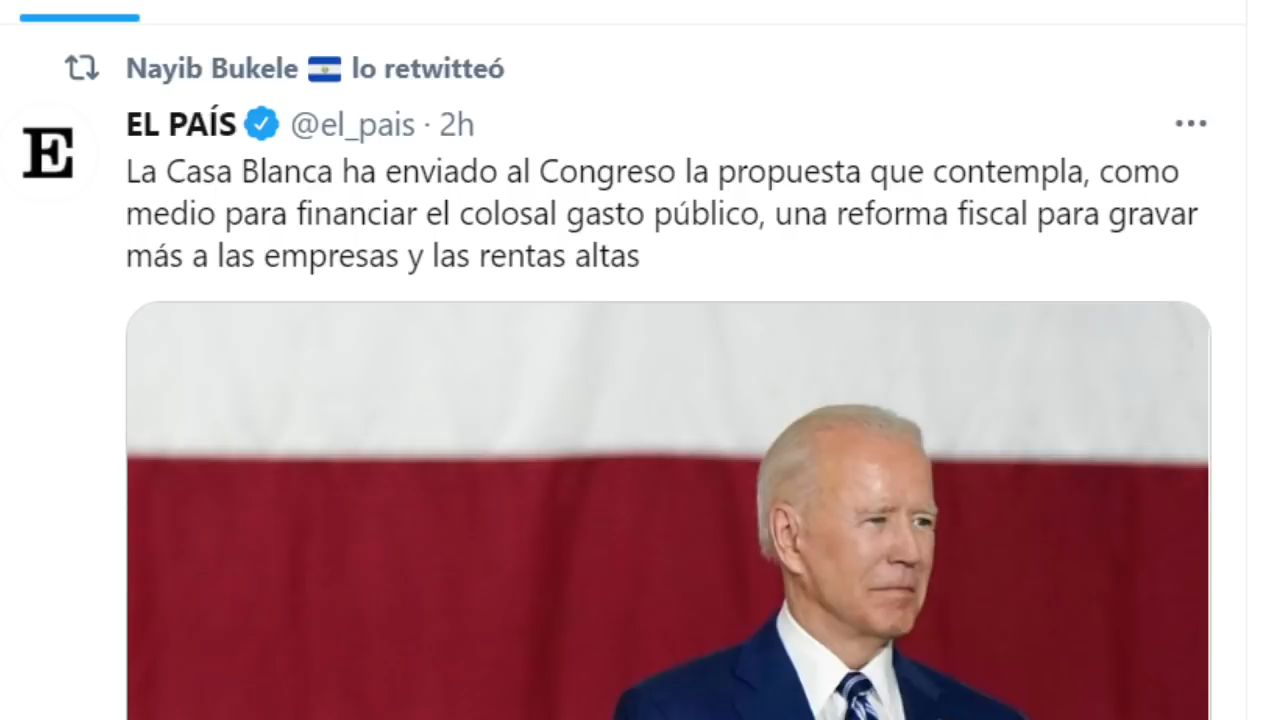 Nayib Bukele lo retwitteó
EL PAÍS @el_pais · 2h
E
La Casa Blanca ha enviado al Congreso la propuesta que contempla, como
medio para financiar el colosal gasto público, una reforma fiscal para gravar
más a las empresas y las rentas altas